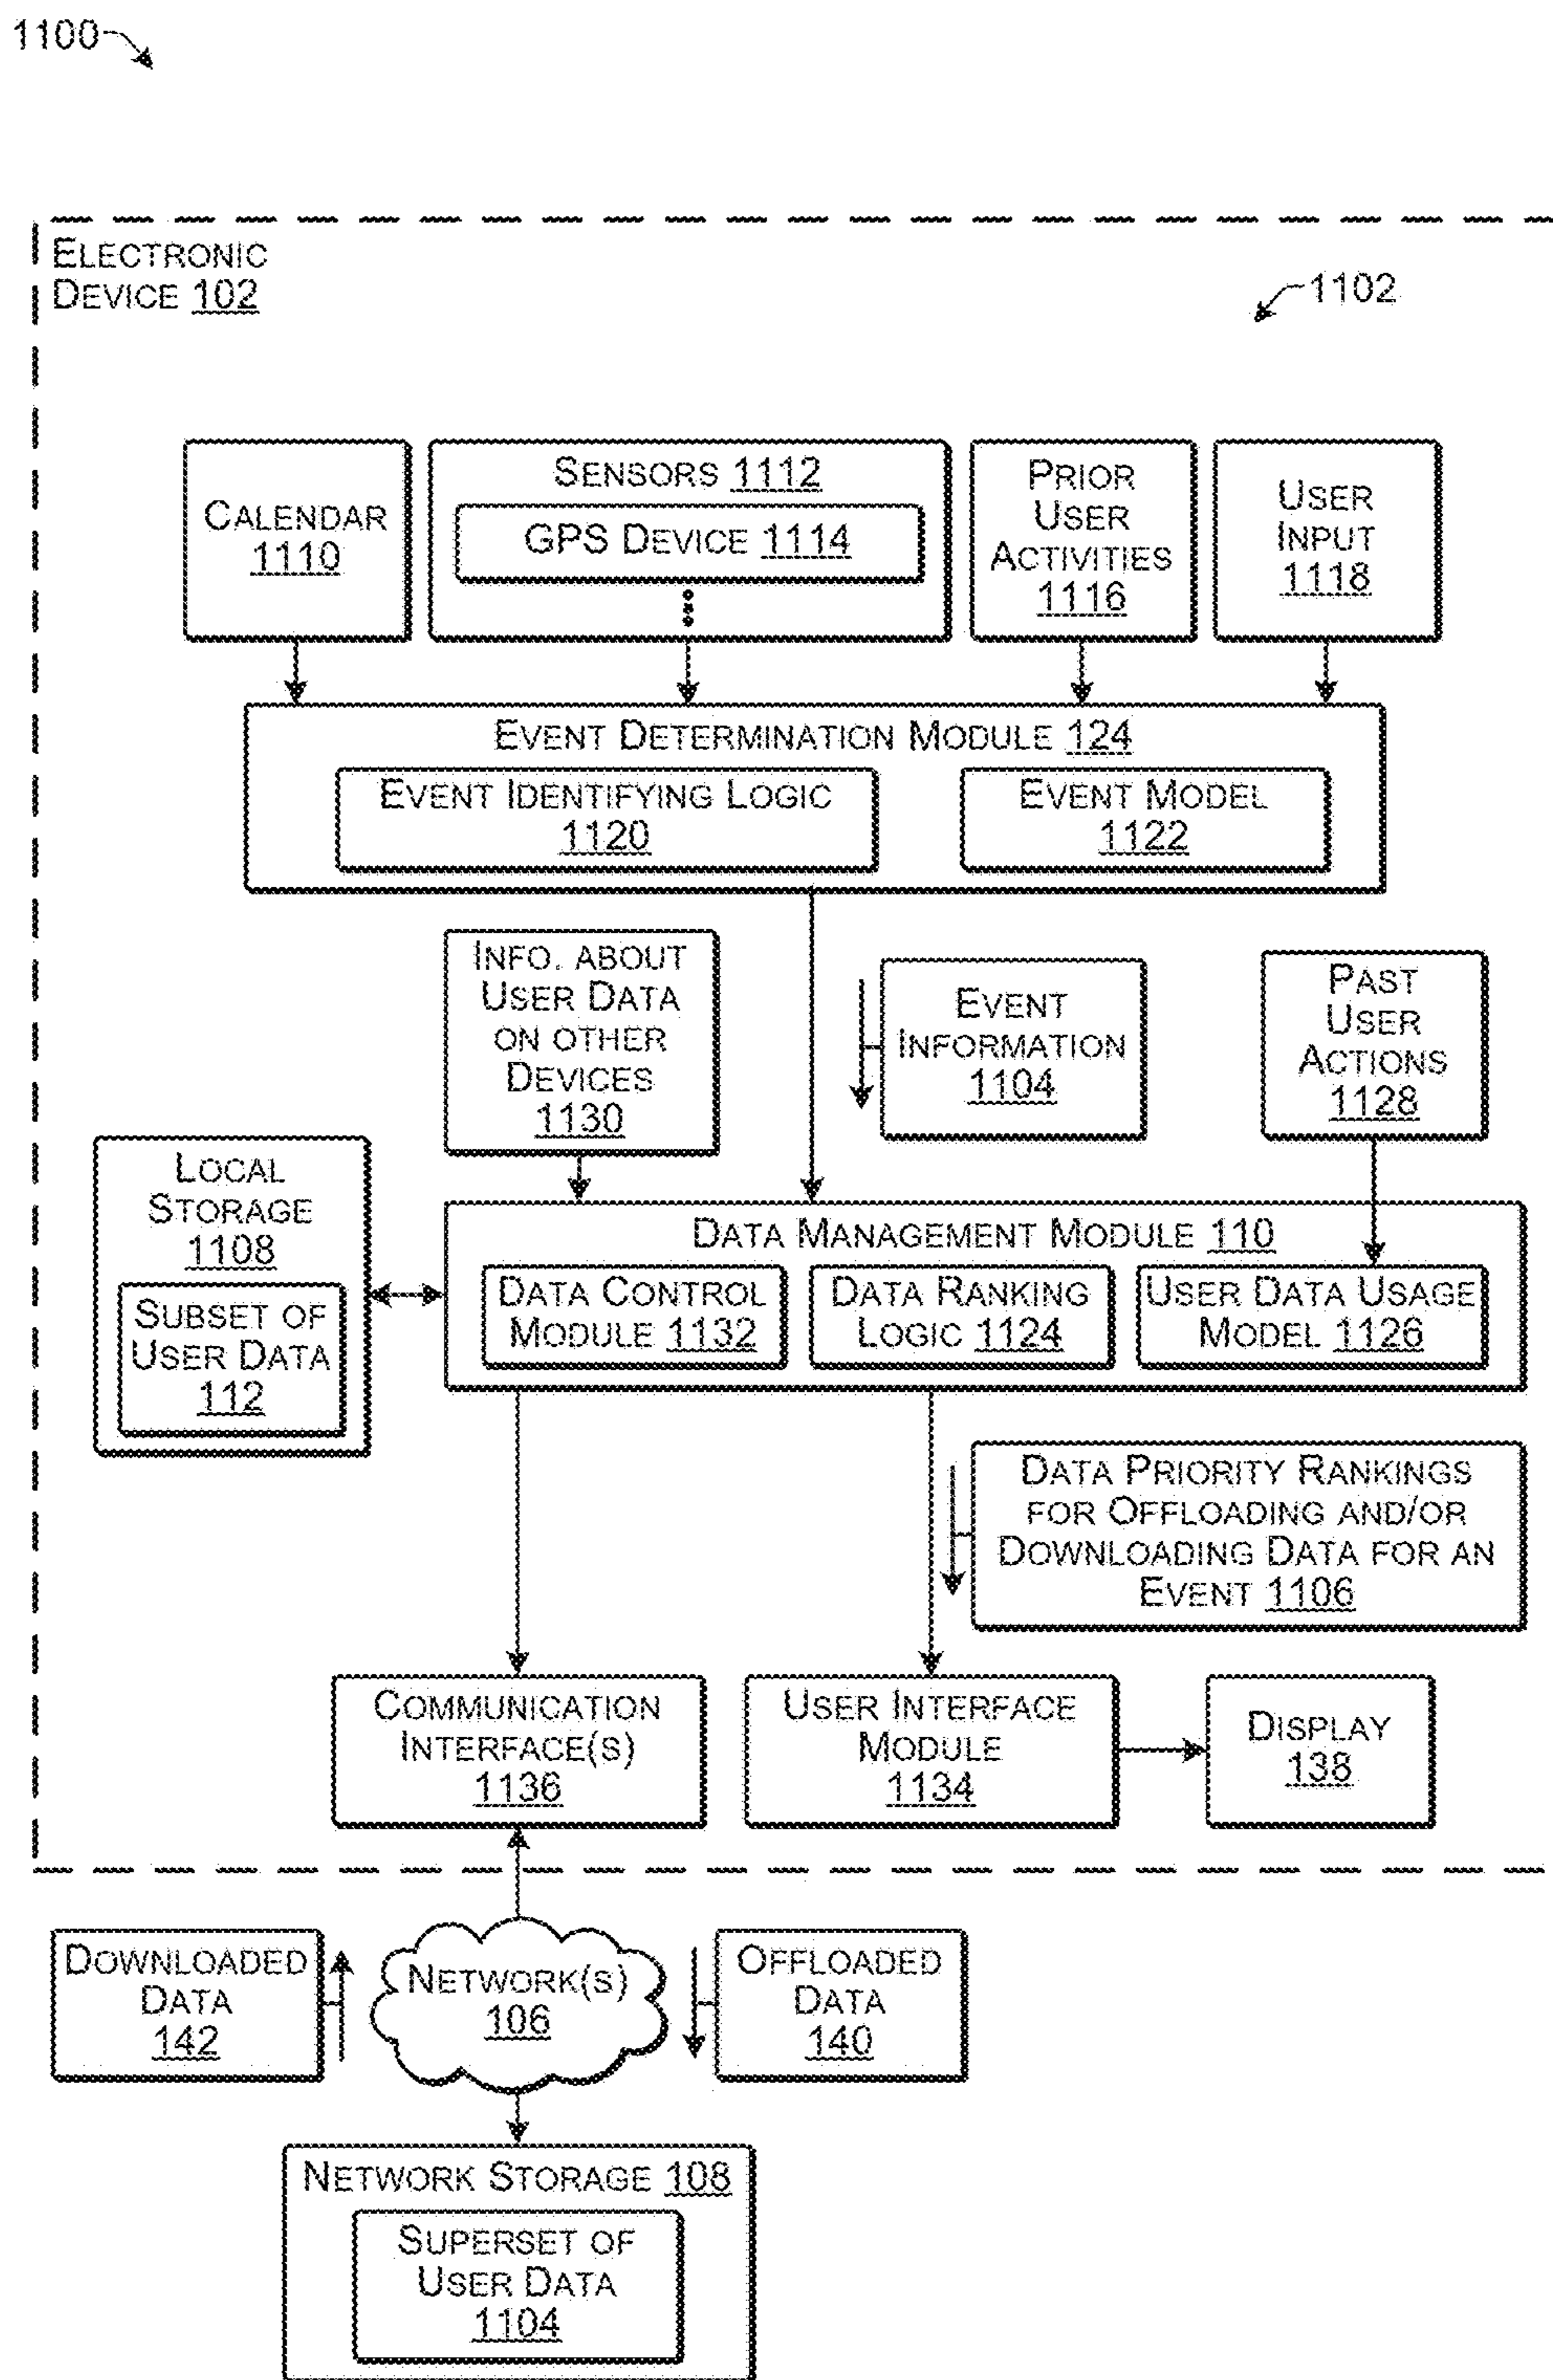 1100
ELECTRONIC
DEVICE 102
1102
CALENDAR
1110
SENSORS 1112
GPS DEVICE 1114
PRIOR
USER
ACTIVITIES
1116
USER
INPUT
1118
EVENT DETERMINATION MODULE 124
EVENT IDENTIFYING LOGIC
1120
EVENT MODEL
1122
INFO. ABOUT
USER DATA
ON OTHER
DEVICES
1130
EVENT
INFORMATION
1104
PAST
USER
ACTIONS
1128
LOCAL
STORAGE
1108
SUBSET OF
USER DATA
112
DATA MANAGEMENT MODULE 110
DATA CONTROL
MODULE 1132
DATA RANKING
LOGIC 1124
USER DATA USAGE
MODEL 1126
DATA PRIORITY RANKINGS
FOR OFFLOADING AND/OR
DOWNLOADING DATA FOR AN
EVENT 1106
COMMUNICATION
INTERFACE(S)
1136
USER INTERFACE
MODULE
1134
DISPLAY
138
DOWNLOADED
DATA
142
NETWORK(S)
106
OFFLOADED
DATA
140
NETWORK STORAGE 108
SUPERSET OF
USER DATA
1104